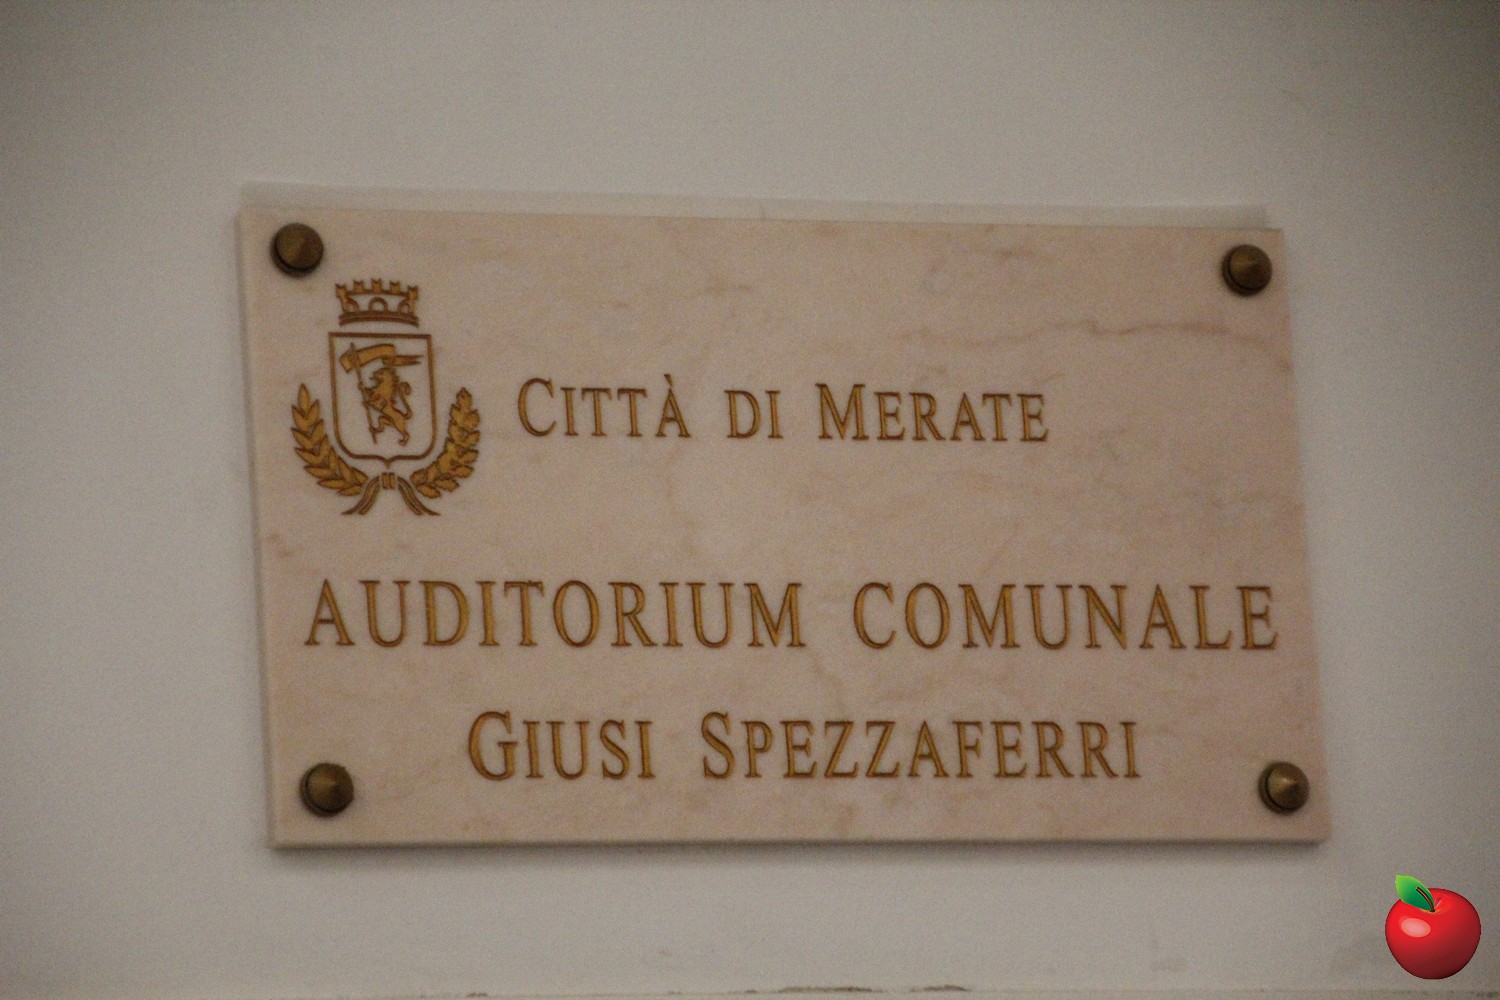 CITTÀ DI MERATE
AUDITORIUM COMUNALE
GIUSI SPEZZAFERRI